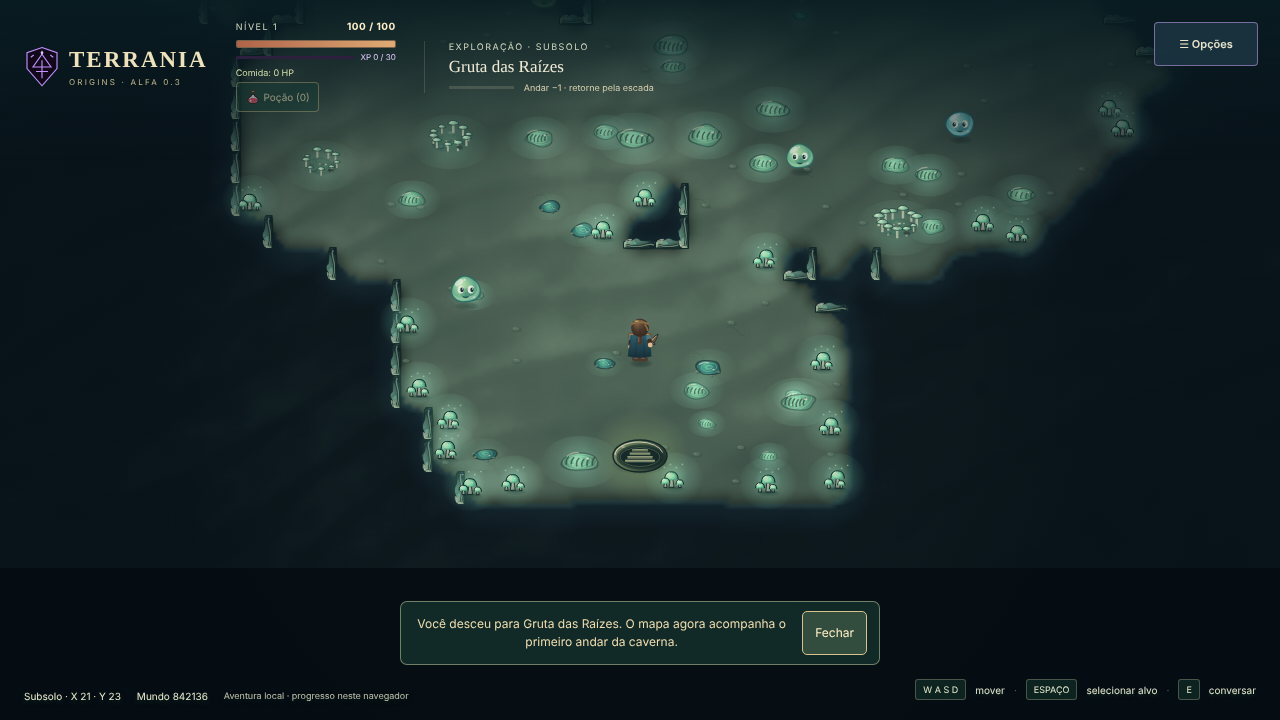 TERRANIA
ORIGINS · ALFA 0.3
NÍVEL 1 100 / 100
XP 0 / 30
Comida: 0 HP
Poção (0)
EXPLORAÇÃO · SUBSOLO
Gruta das Raízes
Andar −1 · retorne pela escada
☰ Opções
Você desceu para Gruta das Raízes. O mapa agora acompanha o
primeiro andar da caverna.
Fechar
Subsolo · X 21 · Y 23 Mundo 842136 Aventura local · progresso neste navegador
W A S D mover · ESPAÇO selecionar alvo · E conversar